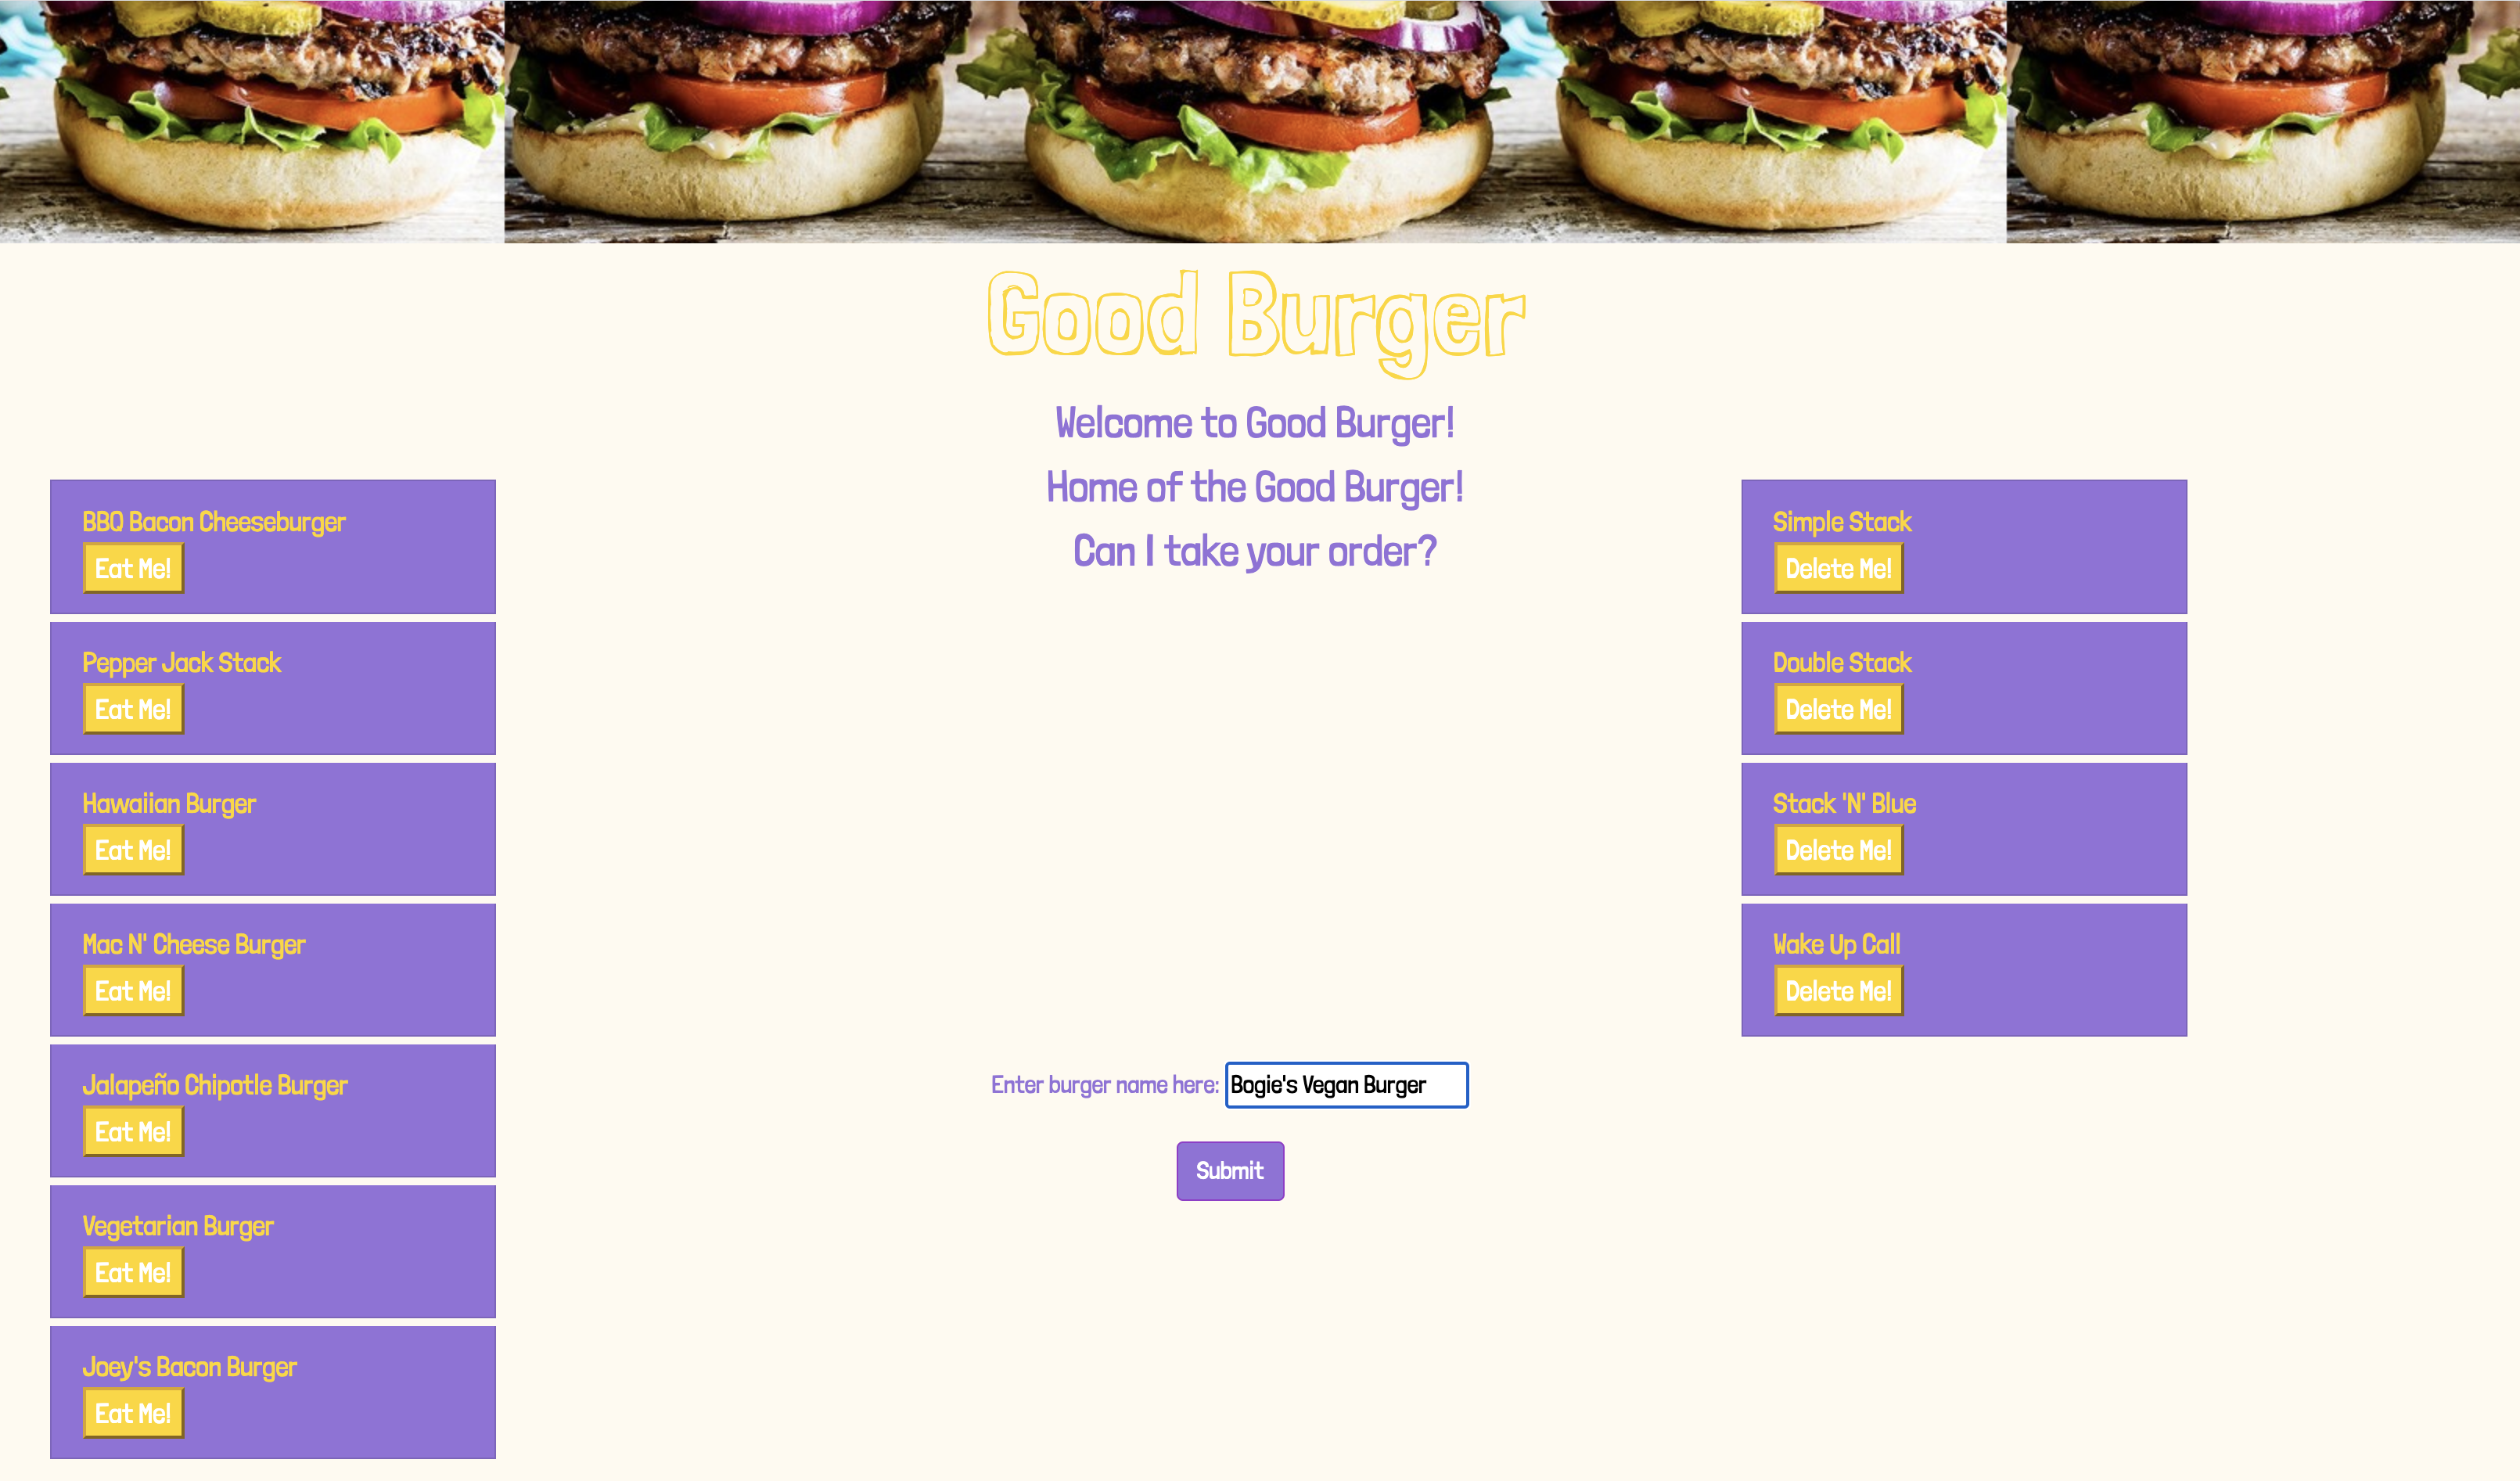 Good Burger
Welcome to Good Burger!
Home of the Good Burger!
Can I take your order?
BBQ Bacon Cheeseburger
Eat Me!
Pepper Jack Stack
Eat Me!
Hawaiian Burger
Eat Me!
Mac N' Cheese Burger
Eat Me!
Jalapeño Chipotle Burger
Eat Me!
Vegetarian Burger
Eat Me!
Joey's Bacon Burger
Eat Me!
Enter burger name here: Bogie's Vegan Burger
Submit
Simple Stack
Delete Me!
Double Stack
Delete Me!
Stack 'N' Blue
Delete Me!
Wake Up Call
Delete Me!